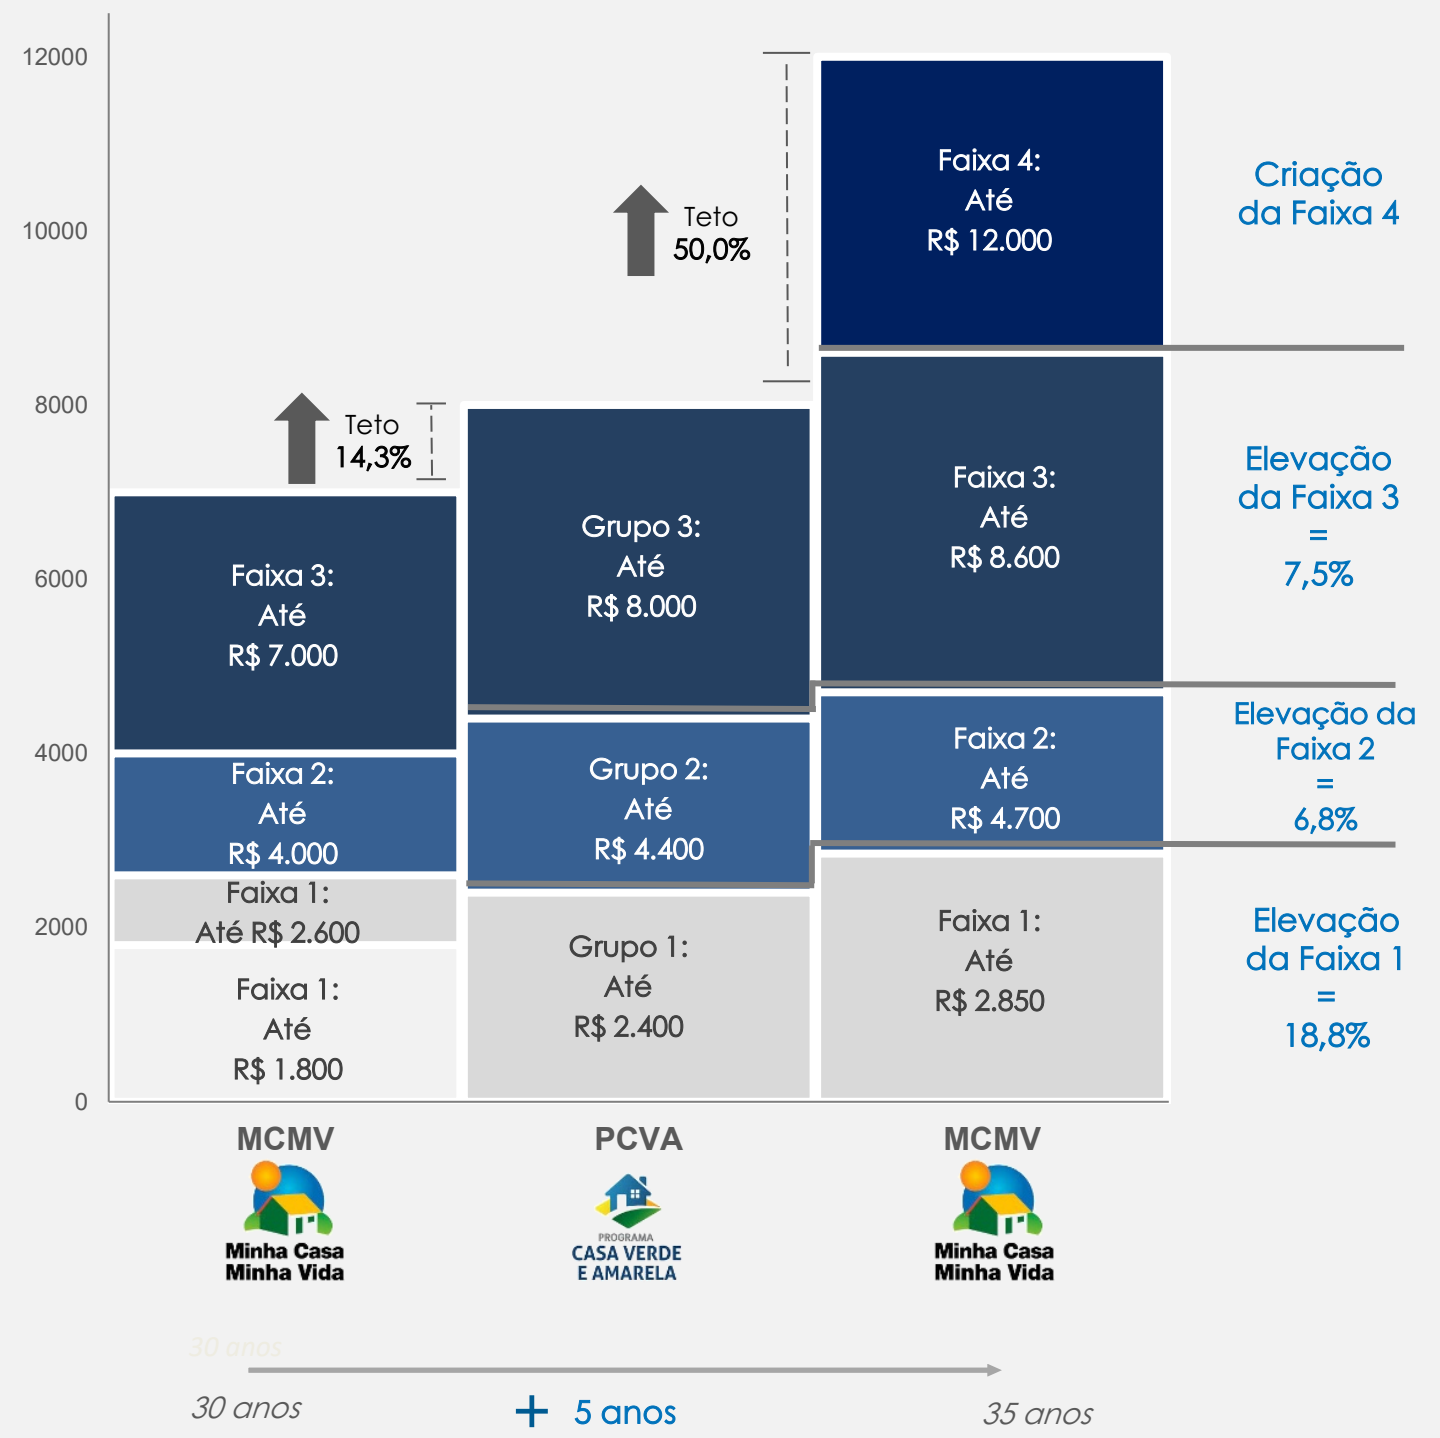 12000
10000
8000
6000
4000
2000
0
Teto
14,3%
Teto
50,0%
Faixa 3:
Até
R$ 7.000
Faixa 2:
Até
R$ 4.000
Faixa 1:
Até R$ 2.600
Faixa 1:
Até
R$ 1.800
Grupo 3:
Até
R$ 8.000
Grupo 2:
Até
R$ 4.400
Grupo 1:
Até
R$ 2.400
Faixa 4:
Até
R$ 12.000
Faixa 3:
Até
R$ 8.600
Faixa 2:
Até
R$ 4.700
Faixa 1:
Até
R$ 2.850
Criação
da Faixa 4
Elevação
da Faixa 3
=
7,5%
Elevação da
Faixa 2
=
6,8%
Elevação
da Faixa 1
=
18,8%
MCMV
Minha Casa
Minha Vida
PCVA
PROGRAMA
CASA VERDE
E AMARELA
MCMV
Minha Casa
Minha Vida
30 anos
30 anos
+ 5 anos
35 anos